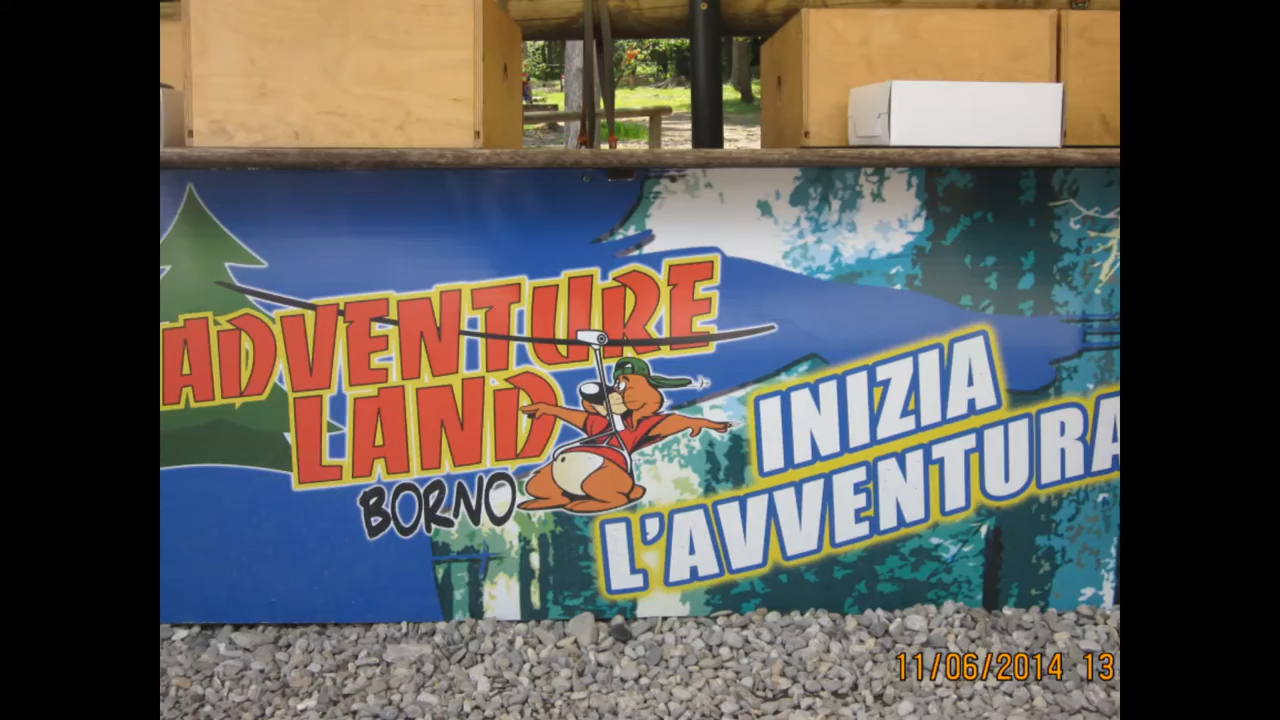 ADVENTURE
LAND
BORNO
INIZIA
L'AVVENTURA
11/06/2014 13